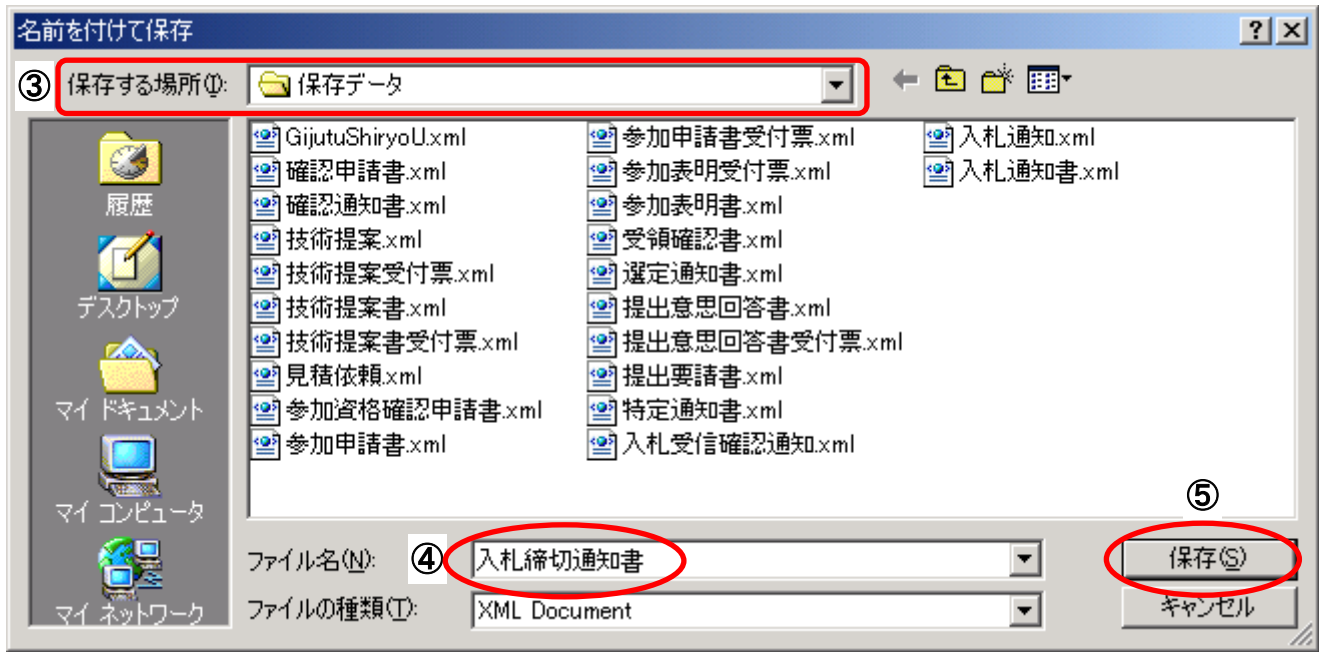 名前を付けて保存
③ 保存する場所(I): 保存データ
履歴
デスクトップ
マイ ドキュメント
マイ コンピュータ
マイ ネットワーク
GijutuShiryoU.xml
確認申請書.xml
確認通知書.xml
技術提案.xml
技術提案受付票.xml
技術提案書.xml
技術提案書受付票.xml
見積依頼.xml
参加資格確認申請書.xml
参加申請書.xml
参加申請書受付票.xml
参加表明受付票.xml
参加表明書.xml
受領確認書.xml
選定通知書.xml
提出意思回答書.xml
提出意思回答書受付票.xml
提出要請書.xml
特定通知書.xml
入札受信確認通知.xml
入札通知.xml
入札通知書.xml
ファイル名(N): ④ 入札締切通知書
⑤
保存(S)
ファイルの種類(T): XML Document
キャンセル